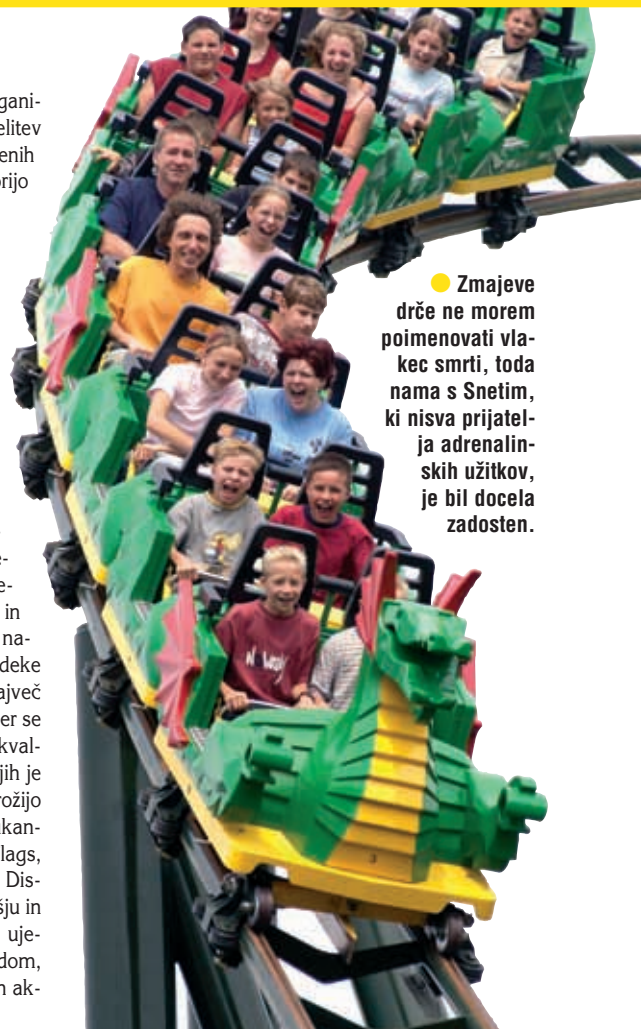 gani-
elitev
enih
rijo
● Zmajeve
drče ne morem
poimenovati vla-
kec smrti, toda
nama s Snetim,
ki nisva prijatel-
ja adrenalin-
skih užitkov,
je bil docela
zadosten.
e-
e-
in
na-
deke
ajveč
er se
kval-
jih je
rožijo
ikan-
lags,
Dis-
šju in
uje-
dom,
n ak-
3